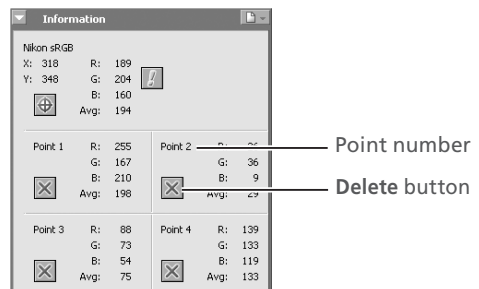 Information
Nikon sRGB
X: 318 R: 189
Y: 348 G: 204
B: 160
Avg: 194
Point 1 R: 255
G: 167
B: 210
Avg: 198
Point 2
G: 36
B: 9
Avg: 29
Point 3 R: 88
G: 73
B: 54
Avg: 75
Point 4 R: 139
G: 133
B: 119
Avg: 133
Point number
Delete button